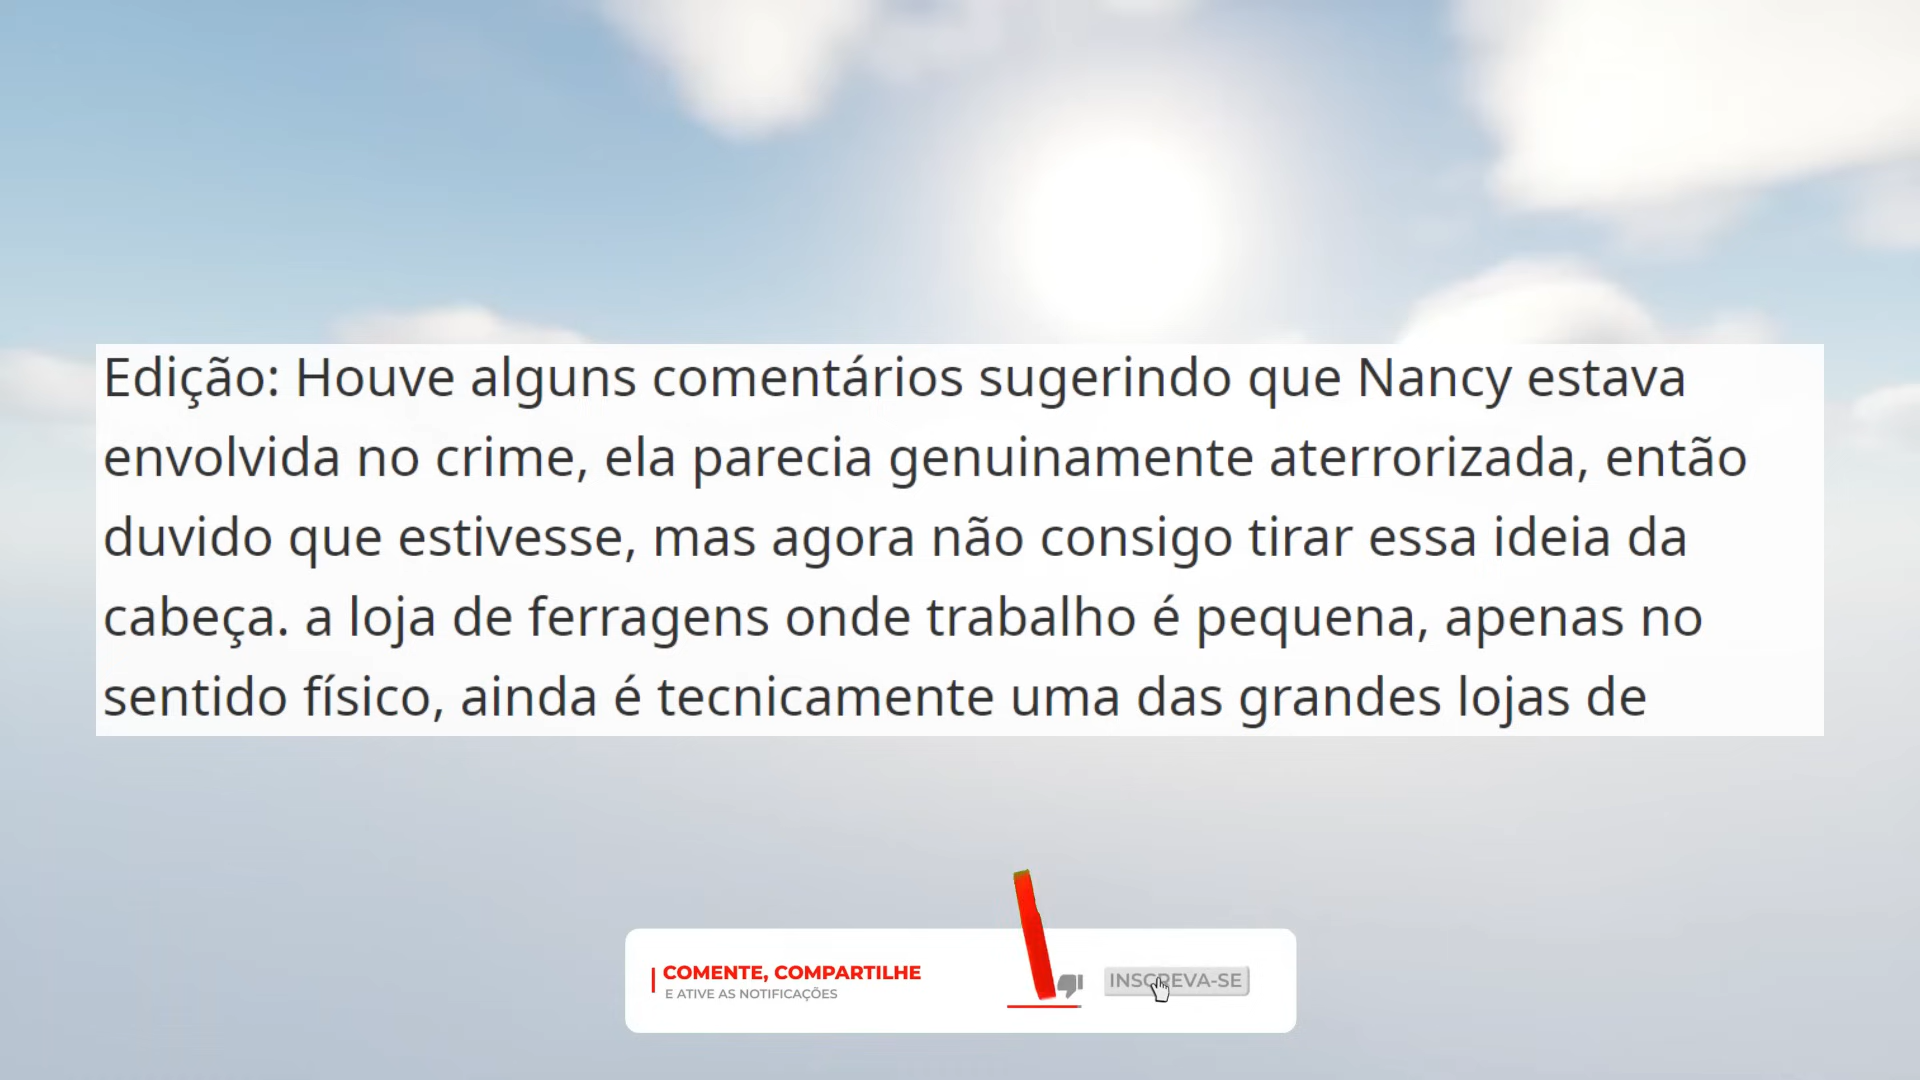 Edição: Houve alguns comentários sugerindo que Nancy estava
envolvida no crime, ela parecia genuinamente aterrorizada, então
duvido que estivesse, mas agora não consigo tirar essa ideia da
cabeça. a loja de ferragens onde trabalho é pequena, apenas no
sentido físico, ainda é tecnicamente uma das grandes lojas de
COMENTE, COMPARTILHE
E ATIVE AS NOTIFICAÇÕES
INSCREVA-SE